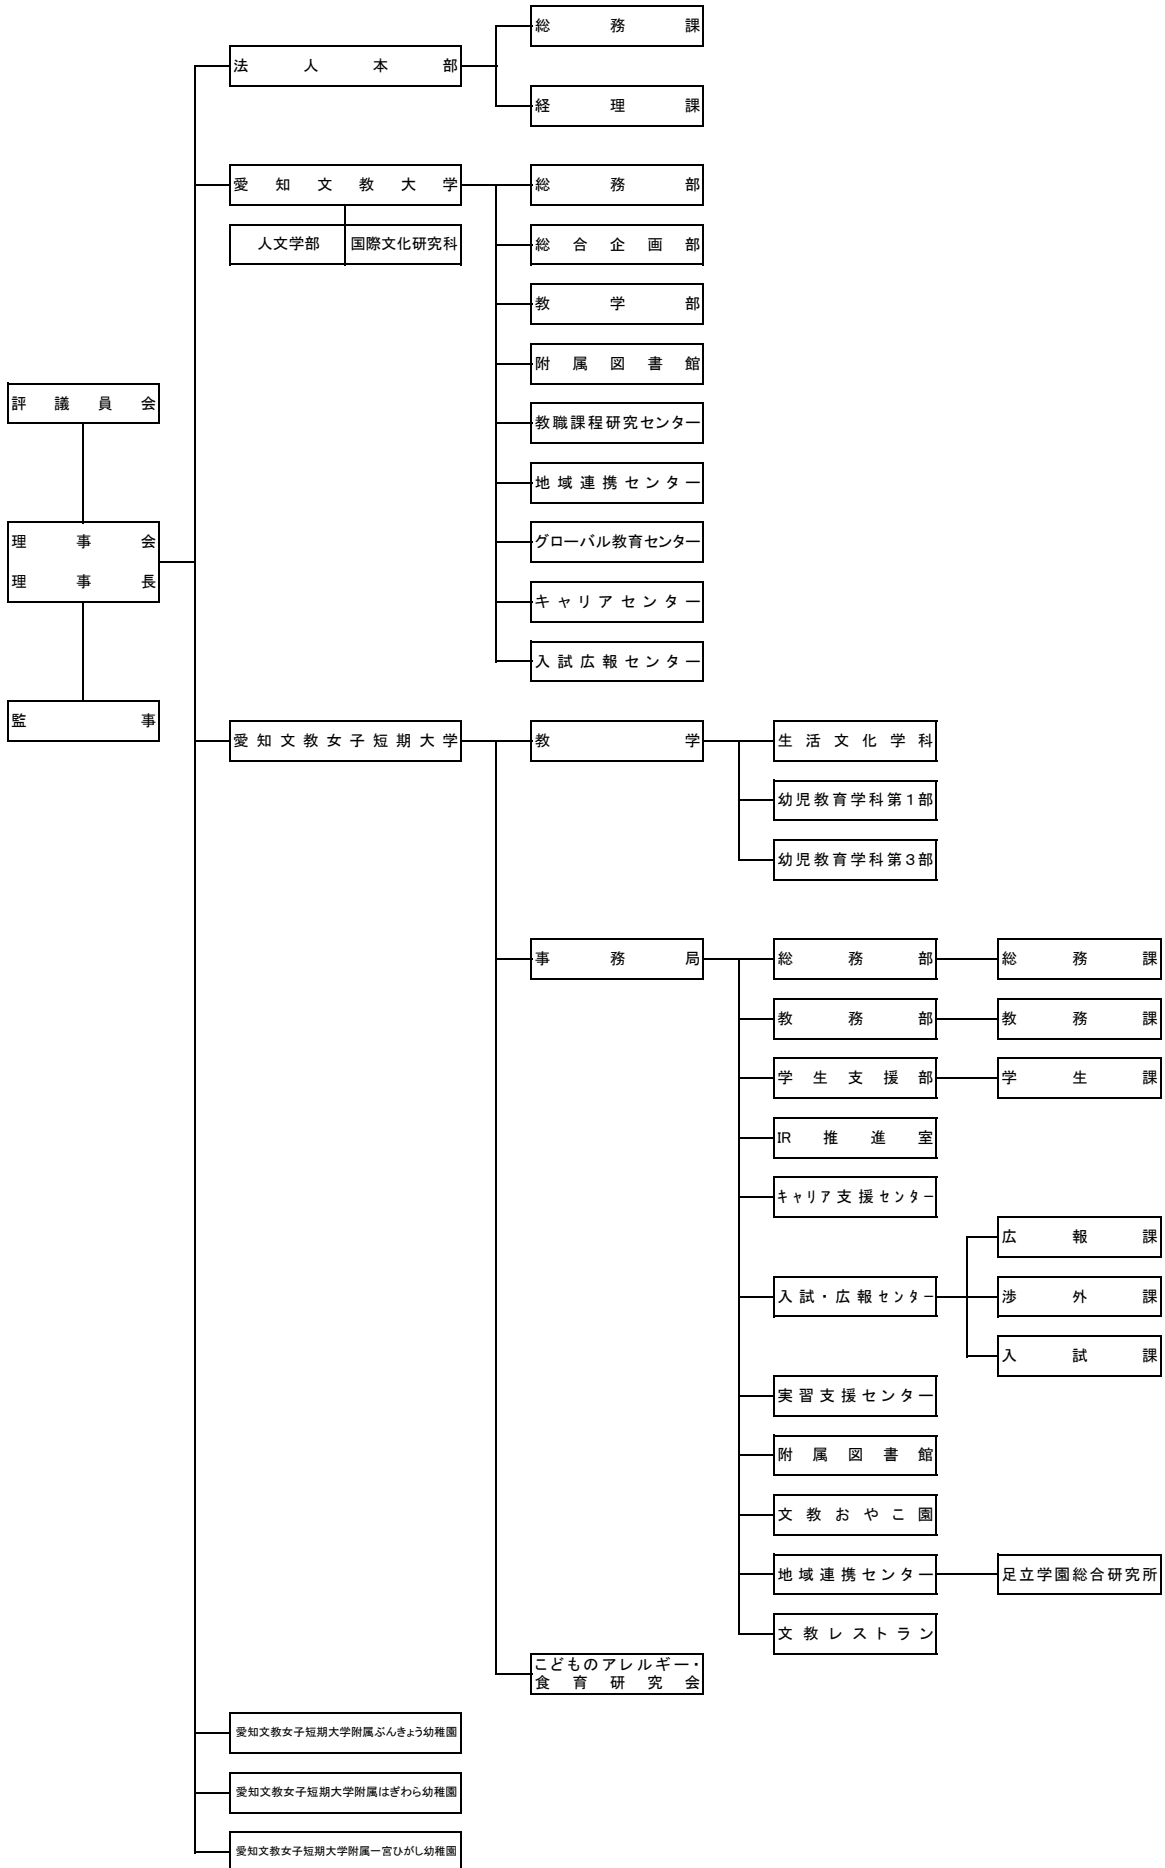 総務課
法人本部
経理課
愛知文教大学
総務部
人文学部 国際文化研究科
総合企画部
教学部
附属図書館
評議員会
教職課程研究センター
地域連携センター
理事会
グローバル教育センター
理事長
キャリアセンター
入試広報センター
監事
愛知文教女子短期大学
教学
生活文化学科
幼児教育学科第1部
幼児教育学科第3部
事務局
総務部
総務課
教務部
教務課
学生支援部
学生課
IR推進室
キャリア支援センター
広報課
入試・広報センター
渉外課
入試課
実習支援センター
附属図書館
文教おやこ園
地域連携センター
足立学園総合研究所
文教レストラン
こどものアレルギー・
食育研究会
愛知文教女子短期大学附属ぶんきょう幼稚園
愛知文教女子短期大学附属はぎわら幼稚園
愛知文教女子短期大学附属一宮ひがし幼稚園